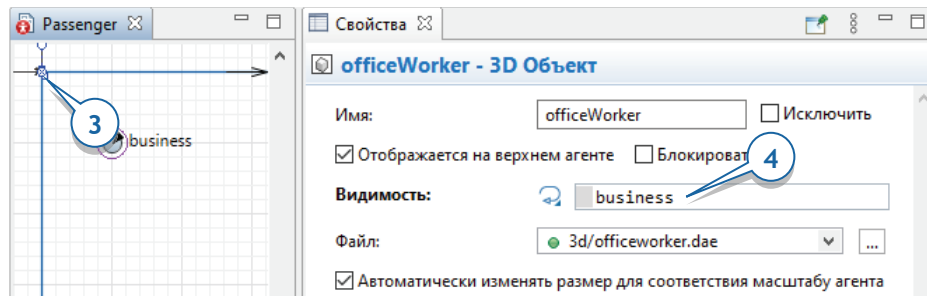 Passenger
3
business
Свойства
officeWorker - 3D Объект
Имя:
officeWorker
Исключить
Отображается на верхнем агенте
Блокироват
4
Видимость:
business
Файл:
3d/officeworker.dae
...
Автоматически изменять размер для соответствия масштабу агента